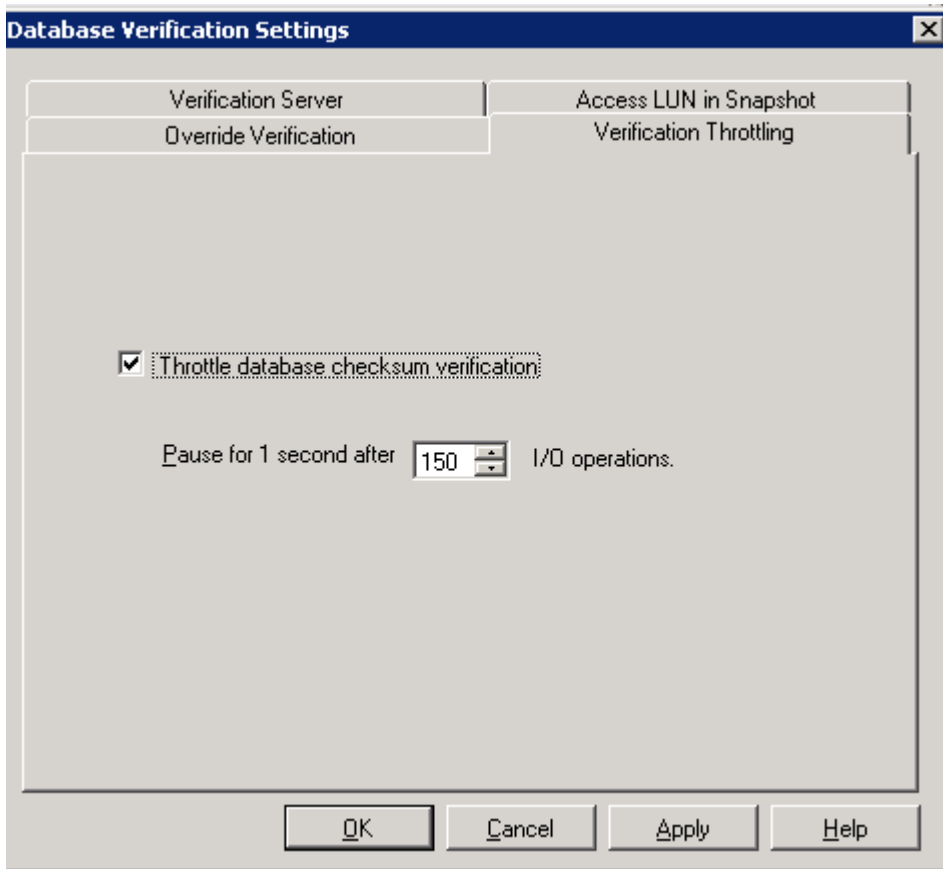 Database Verification Settings
Verification Server
Access LUN in Snapshot
Override Verification
Verification Throttling
Throttle database checksum verification
Pause for 1 second after 150 I/O operations.
OK
Cancel
Apply
Help